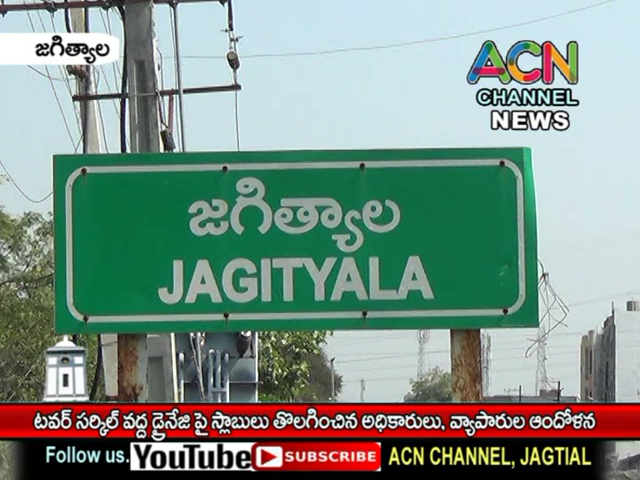 జగిత్యాల
ACN
CHANNEL
NEWS
జగిత్యాల
JAGITYALA
టవర్ సర్కిల్ వద్ద డ్రైనేజి పై స్లాబులు తొలగించిన అధికారులు, వ్యాపారుల ఆందోళన
Follow us. YouTube SUBSCRIBE ACN CHANNEL, JAGTIAL